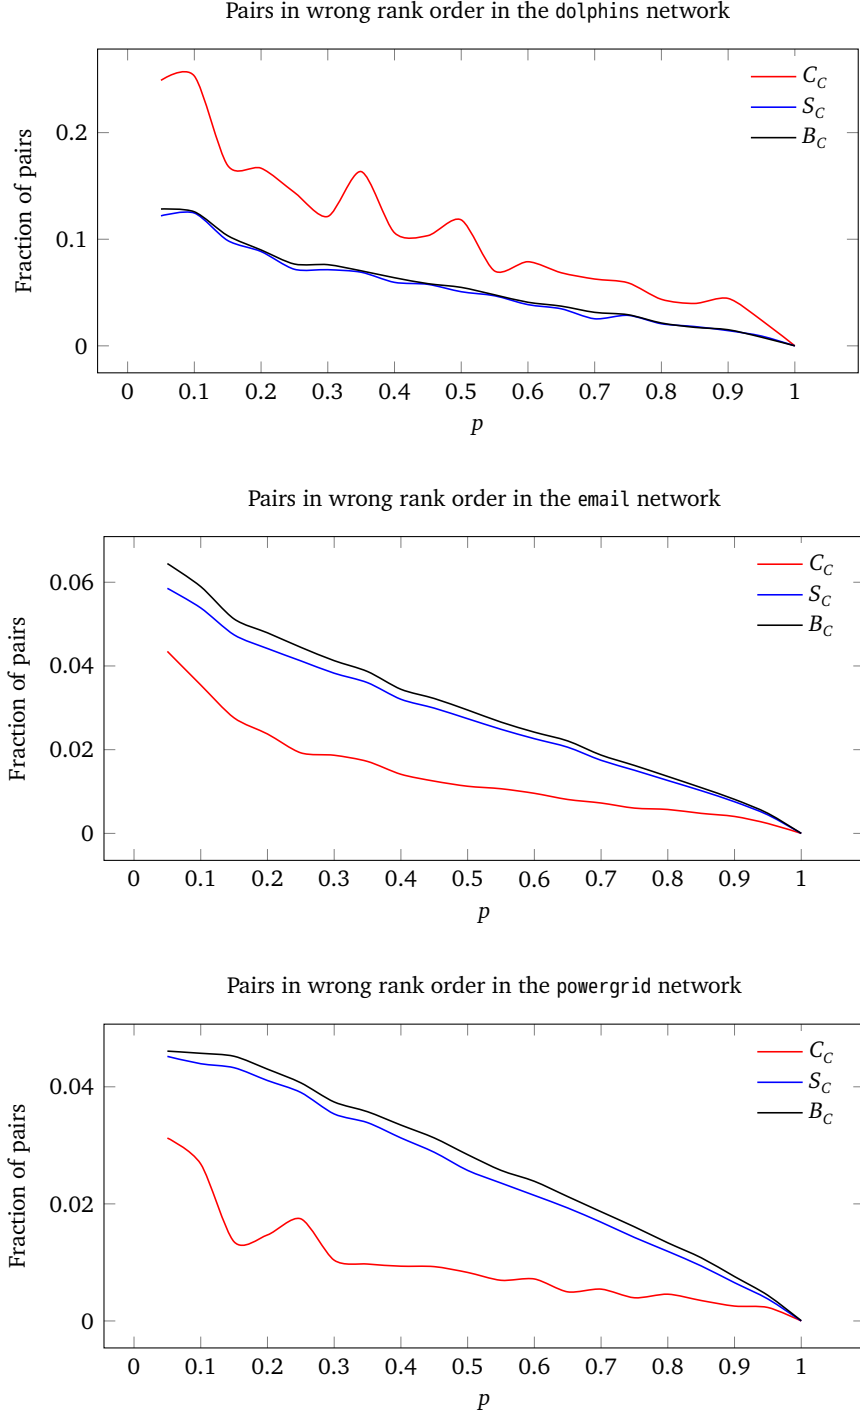 Pairs in wrong rank order in the dolphins network
C_C
S_C
B_C
Fraction of pairs
0.2
0.1
0
0 0.1 0.2 0.3 0.4 0.5 0.6 0.7 0.8 0.9 1
p
Pairs in wrong rank order in the email network
C_C
S_C
B_C
Fraction of pairs
0.06
0.04
0.02
0
0 0.1 0.2 0.3 0.4 0.5 0.6 0.7 0.8 0.9 1
p
Pairs in wrong rank order in the powergrid network
C_C
S_C
B_C
Fraction of pairs
0.04
0.02
0
0 0.1 0.2 0.3 0.4 0.5 0.6 0.7 0.8 0.9 1
p